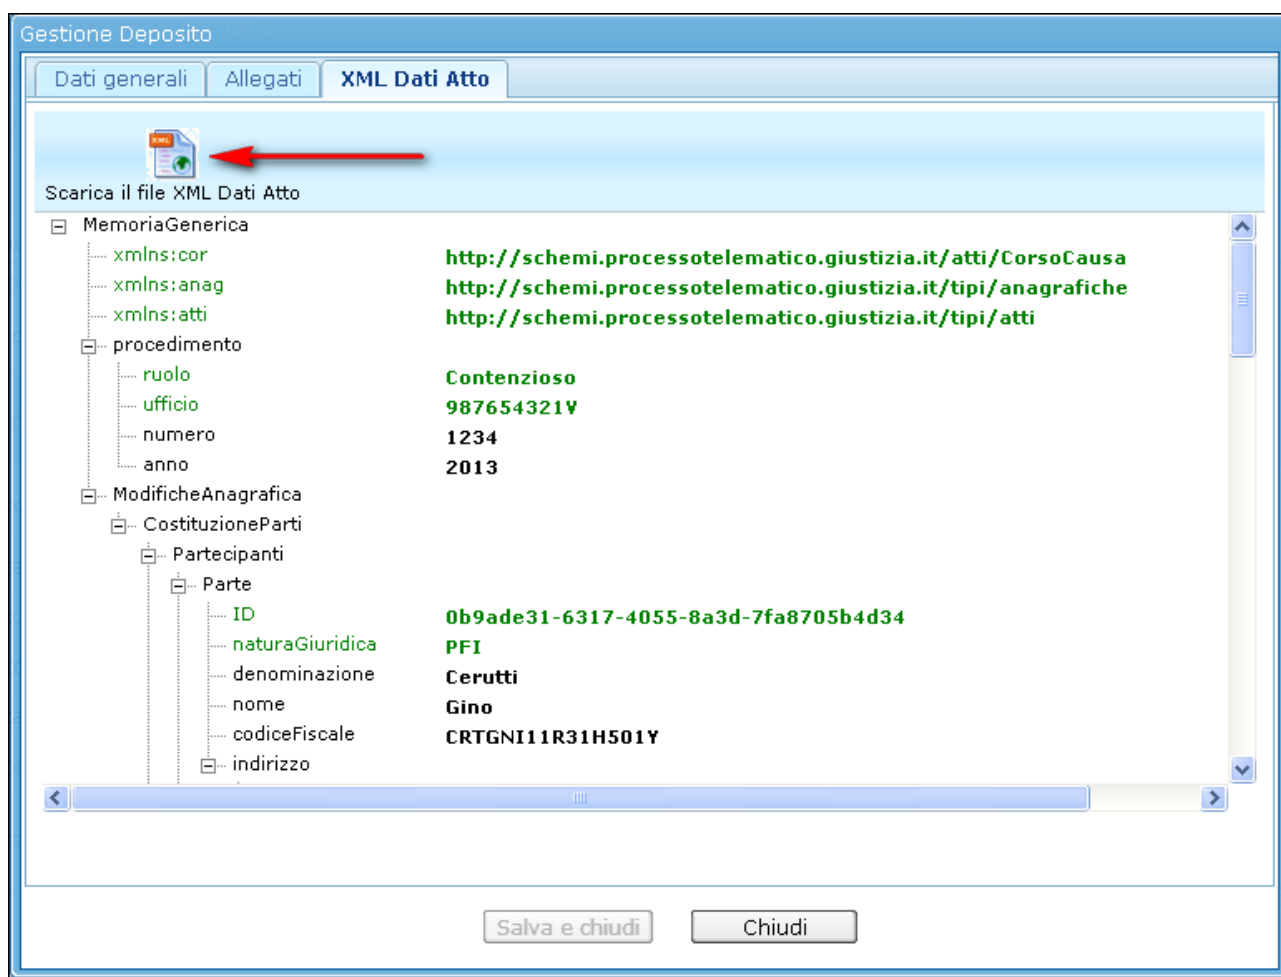 Gestione Deposito
Dati generali Allegati XML Dati Atto
XML
Scarica il file XML Dati Atto
MemoriaGenerica
xmlns:cor http://schemi.processotelematico.giustizia.it/atti/CorsoCausa
xmlns:anag http://schemi.processotelematico.giustizia.it/tipi/anagrafiche
xmlns:atti http://schemi.processotelematico.giustizia.it/tipi/atti
procedimento
ruolo Contenzioso
ufficio 987654321V
numero 1234
anno 2013
ModificheAnagrafica
CostituzioneParti
Partecipanti
Parte
ID 0b9ade31-6317-4055-8a3d-7fa8705b4d34
naturaGiuridica PFI
denominazione Cerutti
nome Gino
codiceFiscale CRTGNI11R31H501Y
indirizzo
Salva e chiudi Chiudi